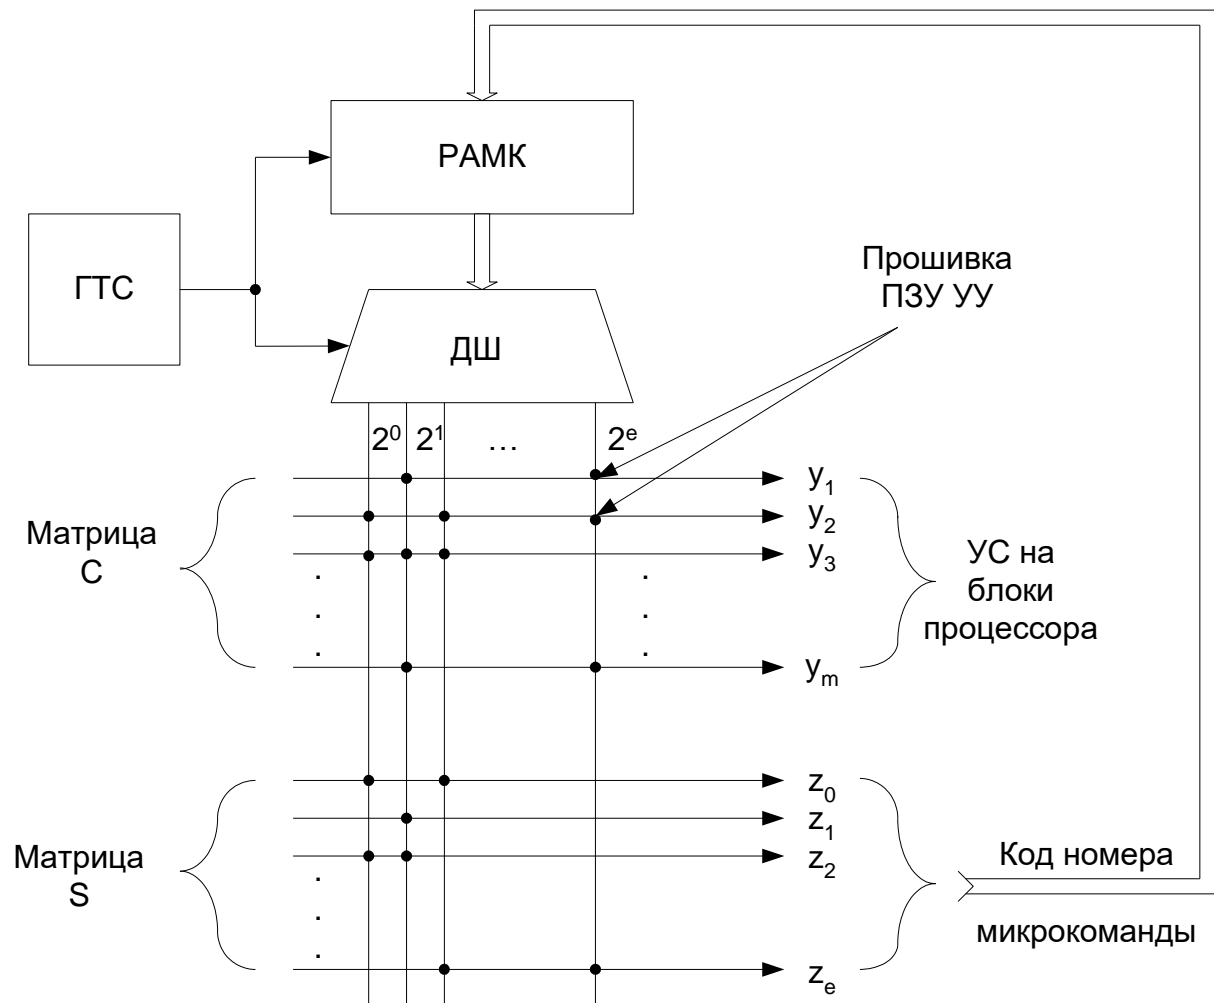 РАМК
ГТС
Прошивка
ПЗУ УУ
ДШ
2⁰ 2¹ … 2ᵉ
y₁
y₂
y₃
yₘ
Матрица
С
УС на
блоки
процессора
z₀
z₁
z₂
zₑ
Матрица
S
Код номера
микрокоманды